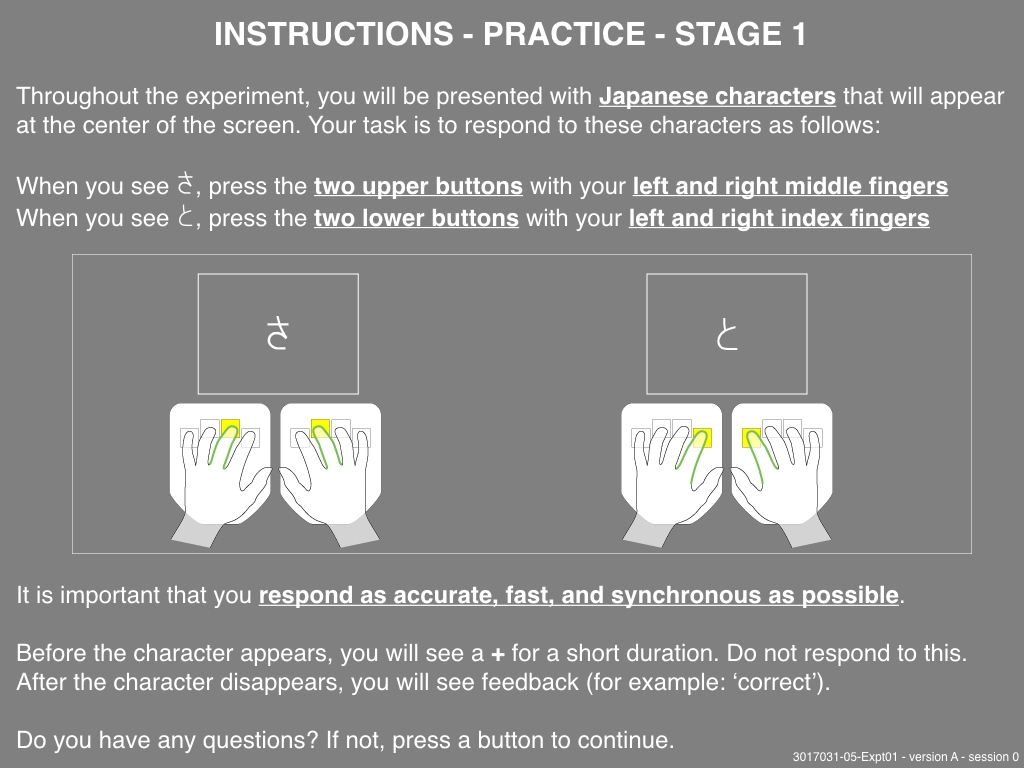 INSTRUCTIONS - PRACTICE - STAGE 1
Throughout the experiment, you will be presented with Japanese characters that will appear
at the center of the screen. Your task is to respond to these characters as follows:
When you see さ, press the two upper buttons with your left and right middle fingers
When you see と, press the two lower buttons with your left and right index fingers
さ
と
It is important that you respond as accurate, fast, and synchronous as possible.
Before the character appears, you will see a + for a short duration. Do not respond to this.
After the character disappears, you will see feedback (for example: ‘correct’).
Do you have any questions? If not, press a button to continue.
3017031-05-Expt01 - version A - session 0